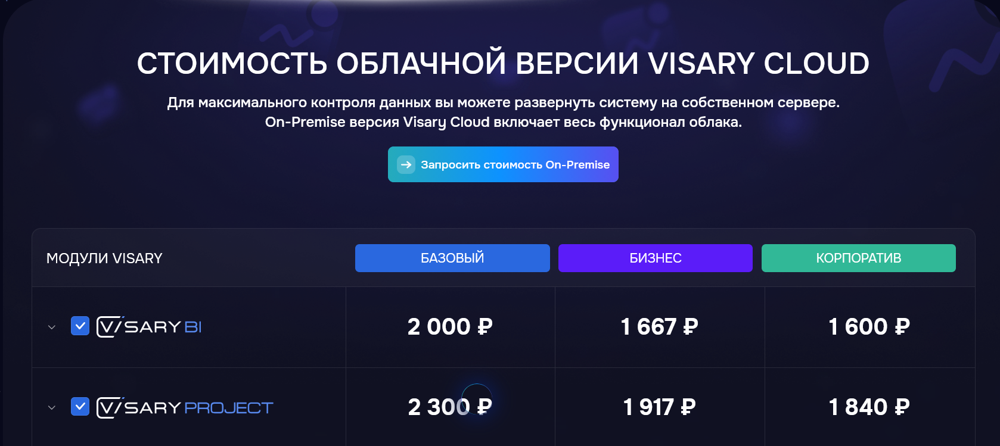 СТОИМОСТЬ ОБЛАЧНОЙ ВЕРСИИ VISARY CLOUD
Для максимального контроля данных вы можете развернуть систему на собственном сервере.
On-Premise версия Visary Cloud включает весь функционал облака.
Запросить стоимость On-Premise
МОДУЛИ VISARY БАЗОВЫЙ БИЗНЕС КОРПОРАТИВ
VISARY BI 2 000 ₽ 1 667 ₽ 1 600 ₽
VISARY PROJECT 2 300 ₽ 1 917 ₽ 1 840 ₽